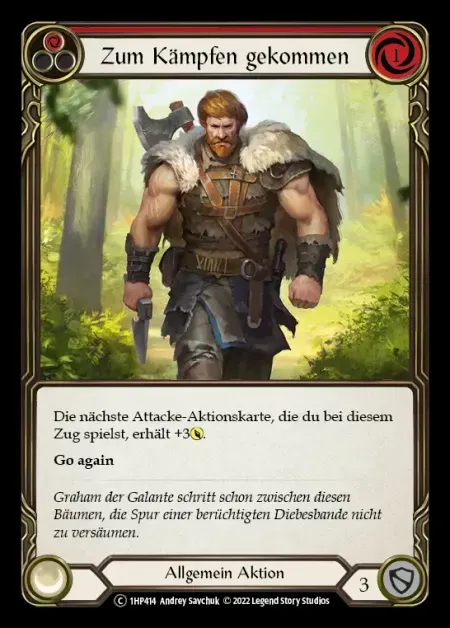 Zum Kämpfen gekommen
1
Die nächste Attacke-Aktionskarte, die du bei diesem
Zug spielst, erhält +3.
Go again
Graham der Galante schritt schon zwischen diesen
Bäumen, die Spur einer berüchtigten Diebesbande nicht
zu versäumen.
Allgemein Aktion
3
C 1HP414 Andrey Savchuk ©2022 Legend Story Studios